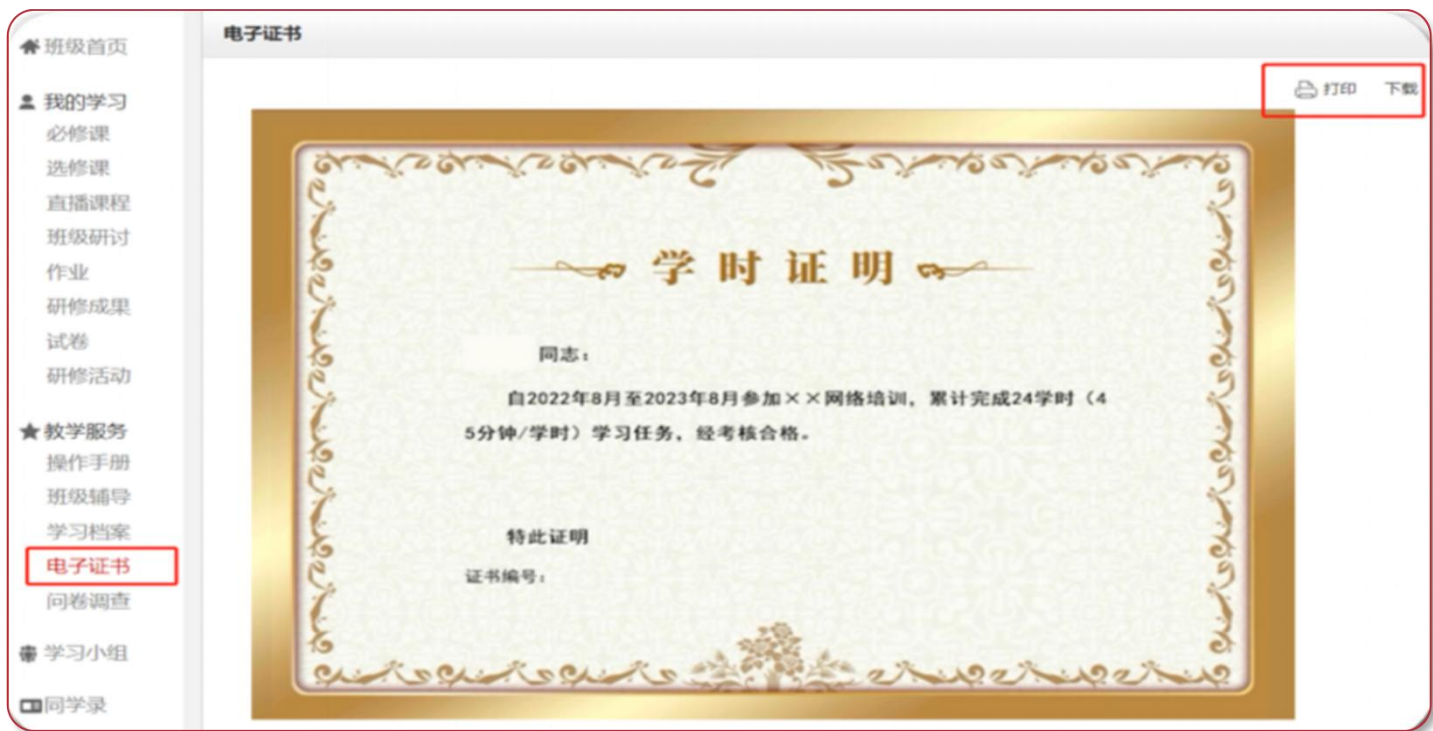 班级首页
我的学习
必修课
选修课
直播课程
班级研讨
作业
研修成果
试卷
研修活动
教学服务
操作手册
班级辅导
学习档案
电子证书
问卷调查
学习小组
同学录
电子证书
打印 下载
学时证明
同志：
自2022年8月至2023年8月参加××网络培训，累计完成24学时（4
5分钟/学时）学习任务，经考核合格。
特此证明
证书编号：